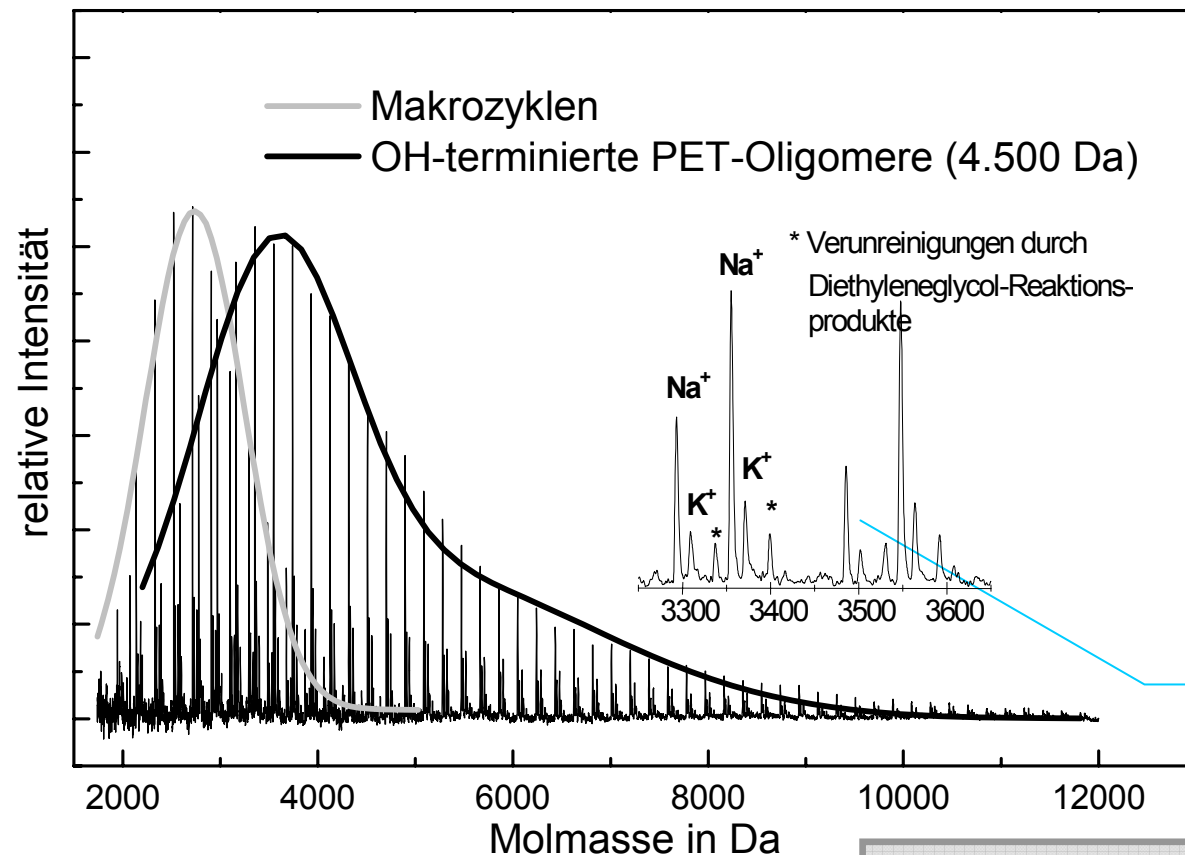 Makrozyklen
OH-terminierte PET-Oligomere (4.500 Da)
* Verunreinigungen durch
Diethyleneglycol-Reaktions-
produkte
Na⁺
Na⁺
K⁺
K⁺
*
*
3300 3400 3500 3600
relative Intensität
2000 4000 6000 8000 10000 12000
Molmasse in Da